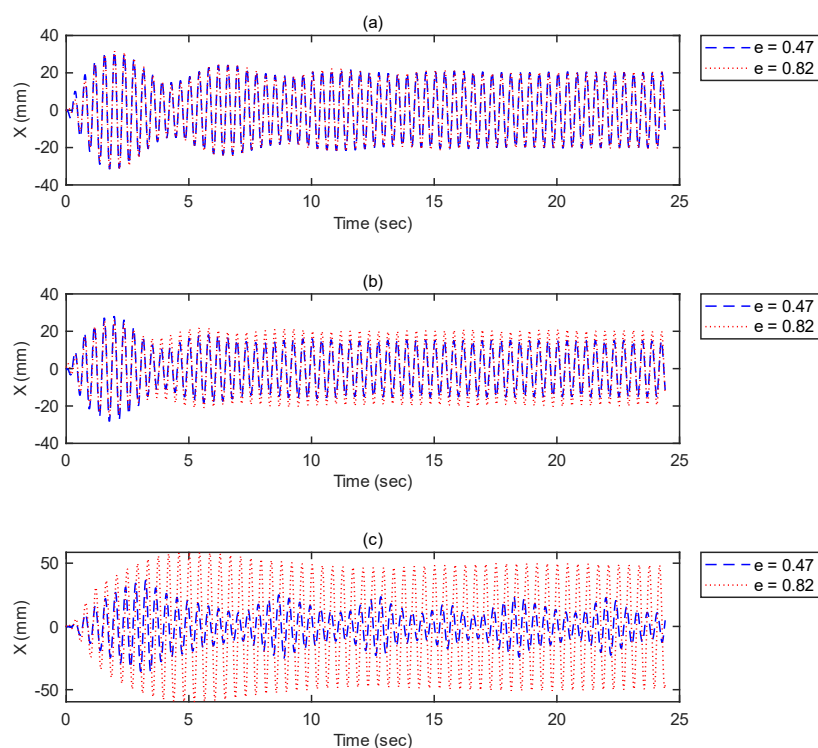 (a)
40
20
0
-20
-40
X (mm)
0 5 10 15 20 25
Time (sec)
e = 0.47
e = 0.82
(b)
40
20
0
-20
-40
X (mm)
0 5 10 15 20 25
Time (sec)
e = 0.47
e = 0.82
(c)
50
0
-50
X (mm)
0 5 10 15 20 25
Time (sec)
e = 0.47
e = 0.82